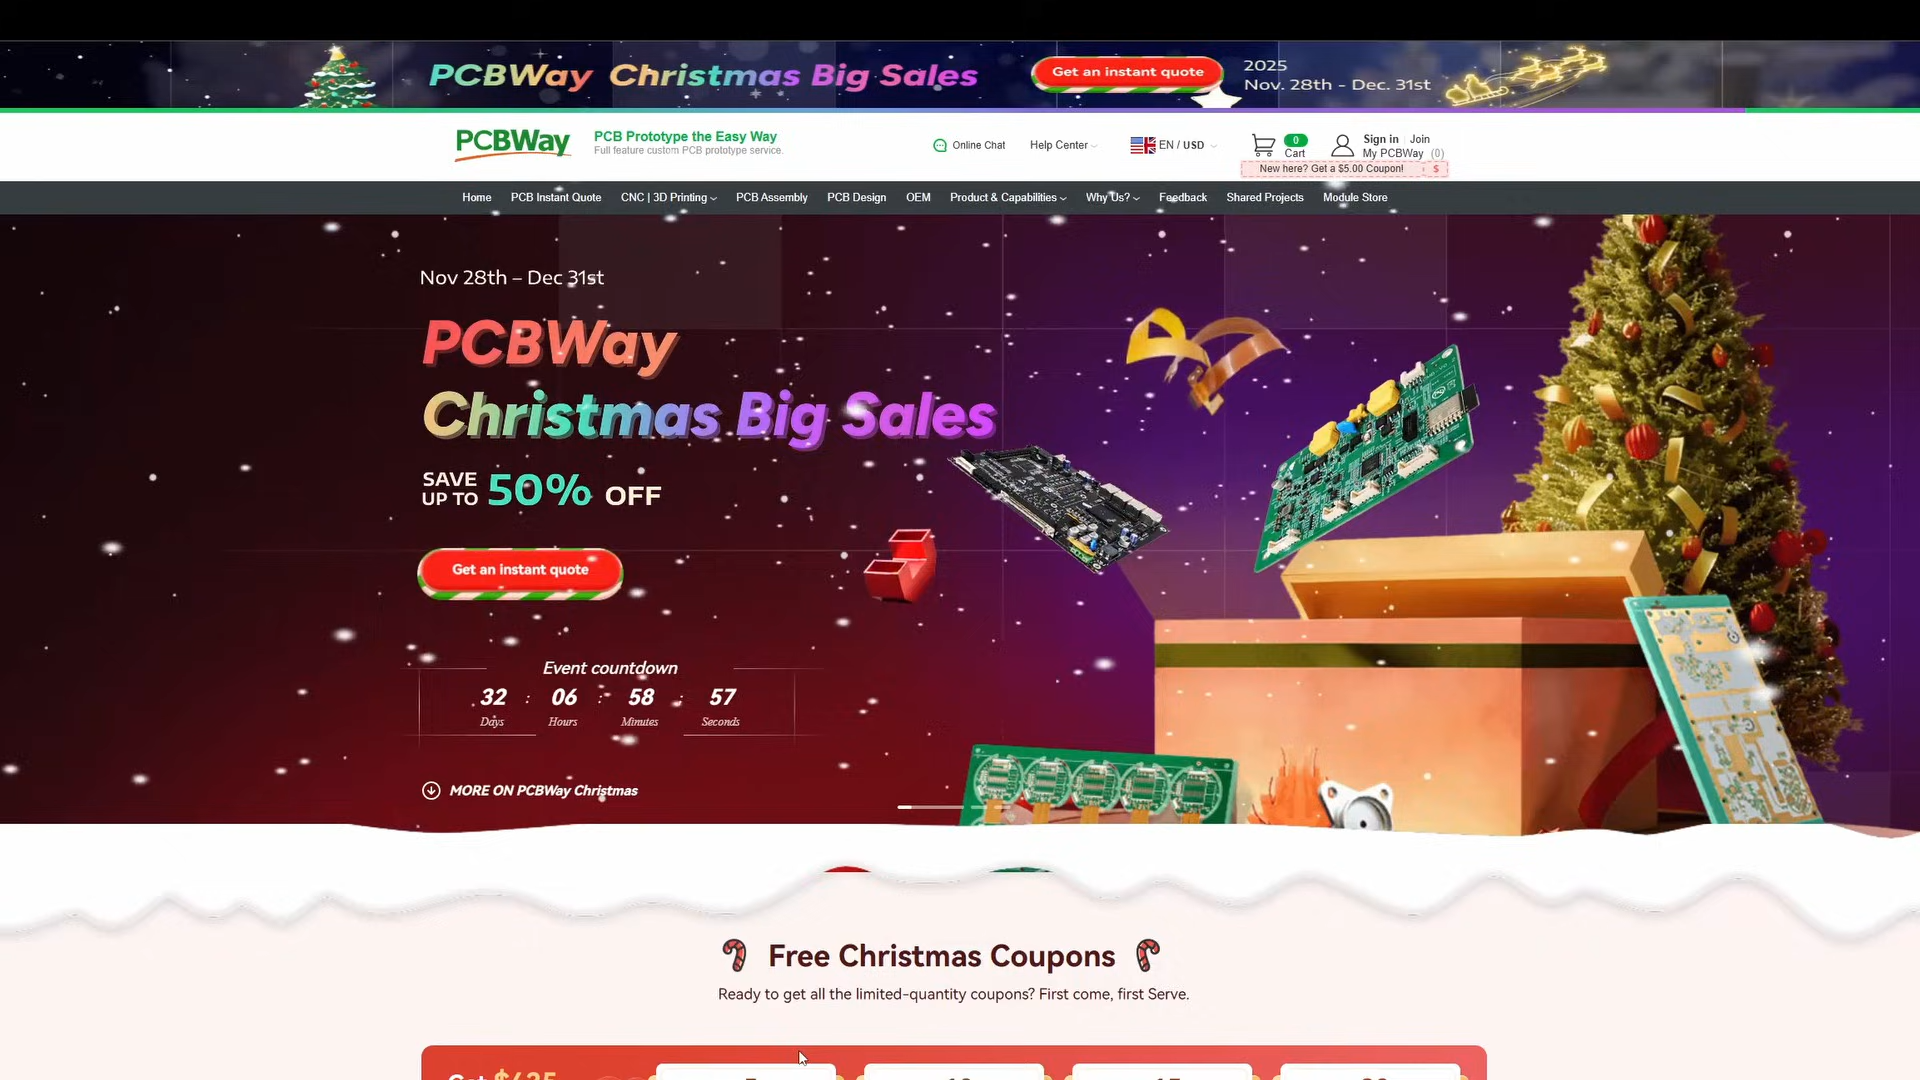 PCBWay Christmas Big Sales
Get an instant quote
2025
Nov. 28th - Dec. 31st
PCBWay
PCB Prototype the Easy Way
Full feature custom PCB prototype service.
Online Chat
Help Center
EN / USD
0
Cart
Sign in
Join
My PCBWay (0)
New here? Get a $5.00 Coupon!
$
Home
PCB Instant Quote
CNC | 3D Printing
PCB Assembly
PCB Design
OEM
Product & Capabilities
Why Us?
Feedback
Shared Projects
Module Store
Nov 28th – Dec 31st
PCBWay
Christmas Big Sales
SAVE
UP TO 50% OFF
Get an instant quote
Event countdown
32 : 06 : 58 : 57
Days Hours Minutes Seconds
MORE ON PCBWay Christmas
Free Christmas Coupons
Ready to get all the limited-quantity coupons? First come, first Serve.